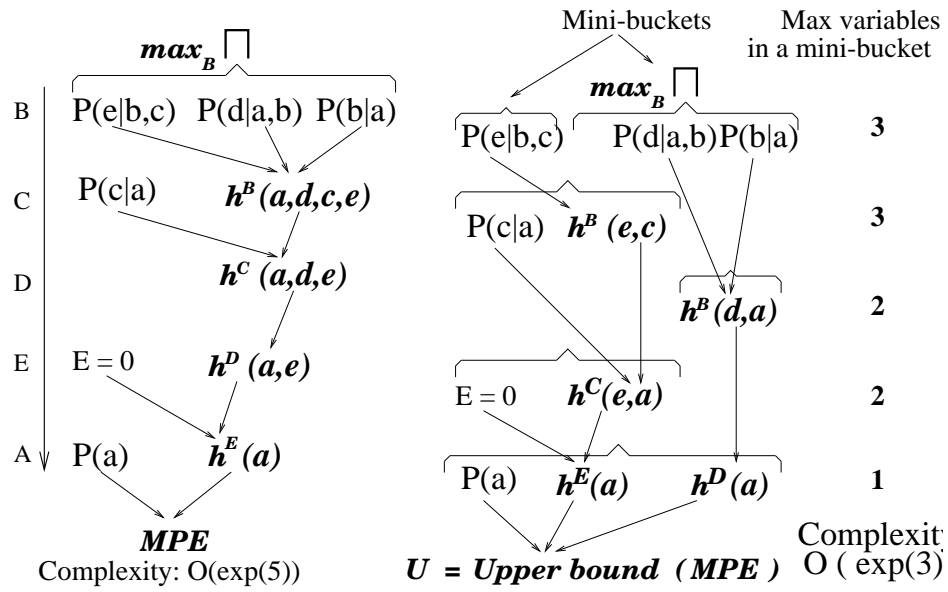 max_B ∏
B P(e|b,c) P(d|a,b) P(b|a)
C P(c|a) h^B (a,d,c,e)
D h^C (a,d,e)
E E = 0 h^D (a,e)
A P(a) h^E (a)
MPE
Complexity: O(exp(5))
Mini-buckets
Max variables
in a mini-bucket
max_B ∏
P(e|b,c) P(d|a,b) P(b|a) 3
P(c|a) h^B (e,c) 3
h^B (d,a) 2
E = 0 h^C (e,a) 2
P(a) h^E (a) h^D (a) 1
U = Upper bound (MPE)
Complexity
O ( exp(3)